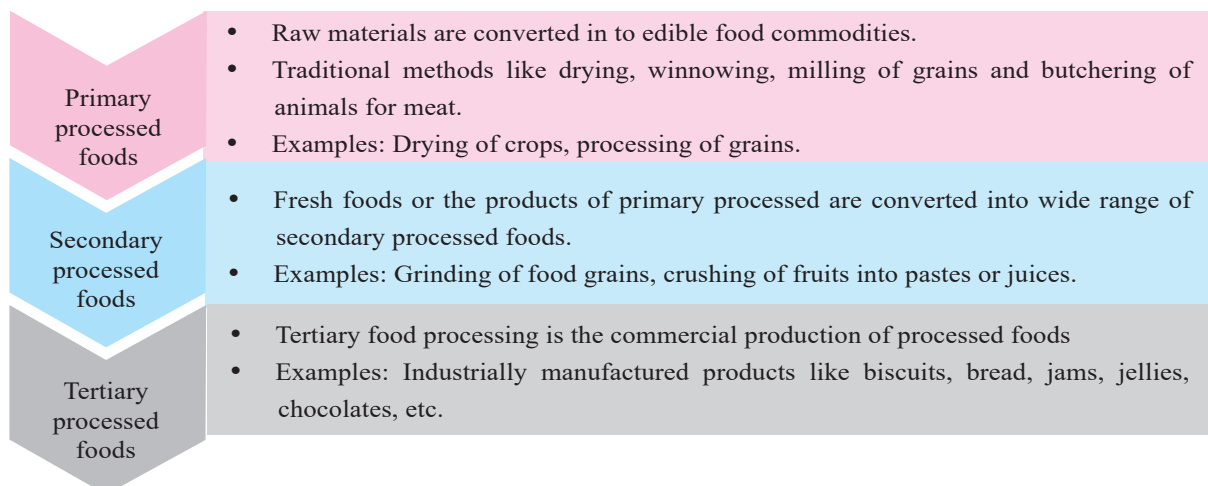 Primary
processed
foods
• Raw materials are converted in to edible food commodities.
• Traditional methods like drying, winnowing, milling of grains and butchering of
animals for meat.
• Examples: Drying of crops, processing of grains.
Secondary
processed
foods
• Fresh foods or the products of primary processed are converted into wide range of
secondary processed foods.
• Examples: Grinding of food grains, crushing of fruits into pastes or juices.
Tertiary
processed
foods
• Tertiary food processing is the commercial production of processed foods
• Examples: Industrially manufactured products like biscuits, bread, jams, jellies,
chocolates, etc.